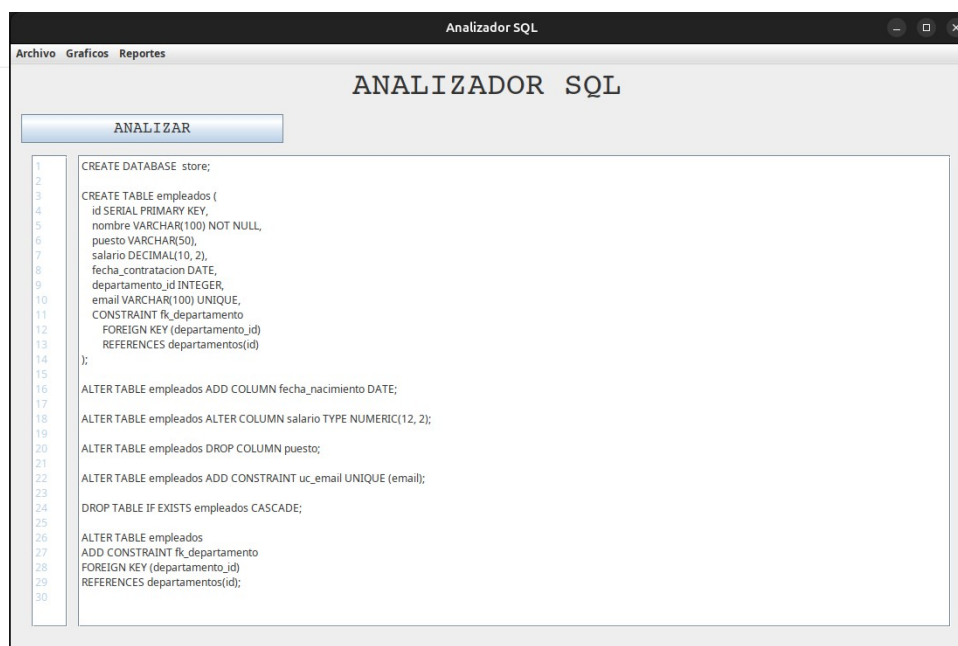 Analizador SQL
Archivo Graficos Reportes
ANALIZADOR SQL
ANALIZAR
1 CREATE DATABASE  store;
2
3 CREATE TABLE empleados (
4 id SERIAL PRIMARY KEY,
5 nombre VARCHAR(100) NOT NULL,
6 puesto VARCHAR(50),
7 salario DECIMAL(10, 2),
8 fecha_contratacion DATE,
9 departamento_id INTEGER,
10 email VARCHAR(100) UNIQUE,
11 CONSTRAINT fk_departamento
12 FOREIGN KEY (departamento_id)
13 REFERENCES departamentos(id)
14 );
15
16 ALTER TABLE empleados ADD COLUMN fecha_nacimiento DATE;
17
18 ALTER TABLE empleados ALTER COLUMN salario TYPE NUMERIC(12, 2);
19
20 ALTER TABLE empleados DROP COLUMN puesto;
21
22 ALTER TABLE empleados ADD CONSTRAINT uc_email UNIQUE (email);
23
24 DROP TABLE IF EXISTS empleados CASCADE;
25
26 ALTER TABLE empleados
27 ADD CONSTRAINT fk_departamento
28 FOREIGN KEY (departamento_id)
29 REFERENCES departamentos(id);
30